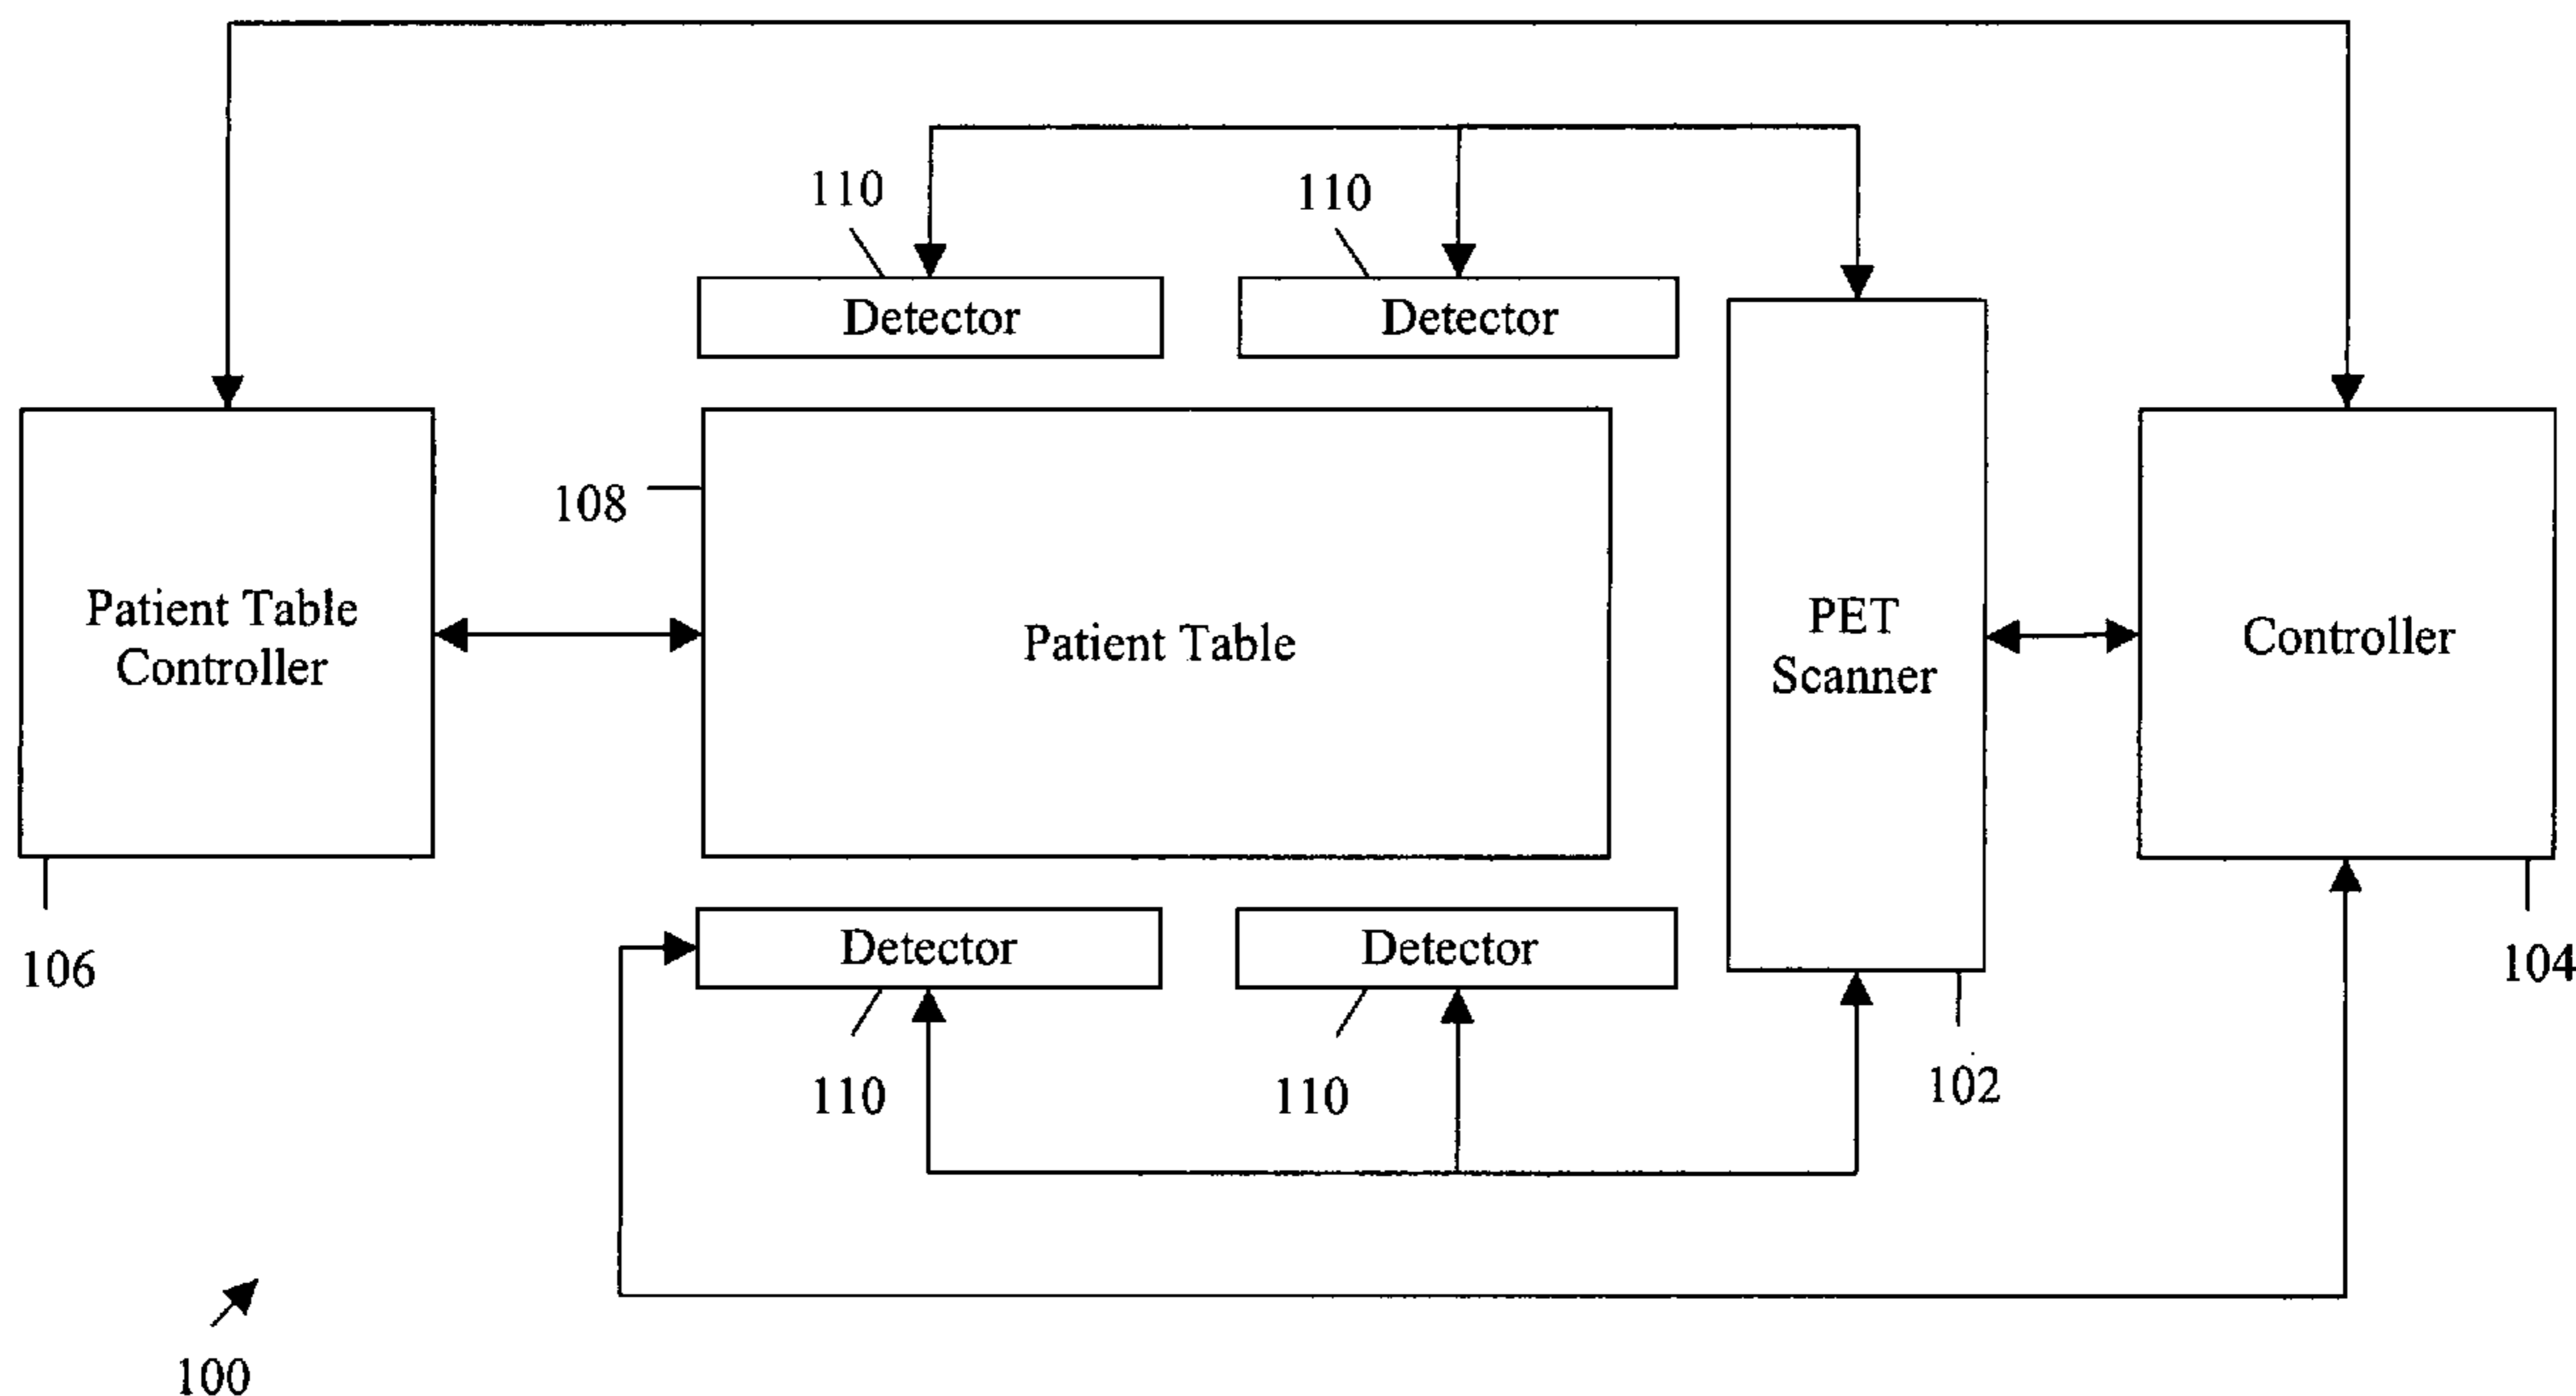 110
110
Detector
Detector
108
Patient Table
Controller
Patient Table
PET
Scanner
Controller
Detector
Detector
106
104
110
110
102
100